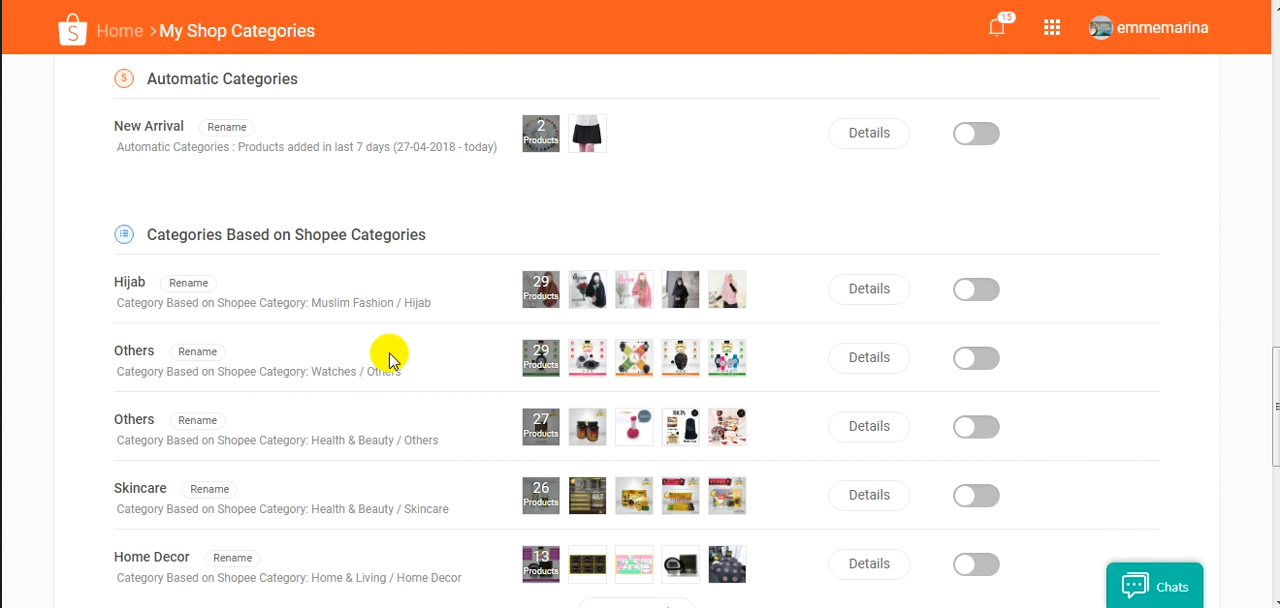 S Home >My Shop Categories 15 emmemarina
S Automatic Categories
New Arrival Rename 2 Products Details
Automatic Categories : Products added in last 7 days (27-04-2018 - today)
Categories Based on Shopee Categories
Hijab Rename 29 Products Details
Category Based on Shopee Category: Muslim Fashion / Hijab
Others Rename 29 Products Details
Category Based on Shopee Category: Watches / Others
Others Rename 27 Products Details
Category Based on Shopee Category: Health & Beauty / Others
Skincare Rename 26 Products Details
Category Based on Shopee Category: Health & Beauty / Skincare
Home Decor Rename 13 Products Details
Category Based on Shopee Category: Home & Living / Home Decor
Chats